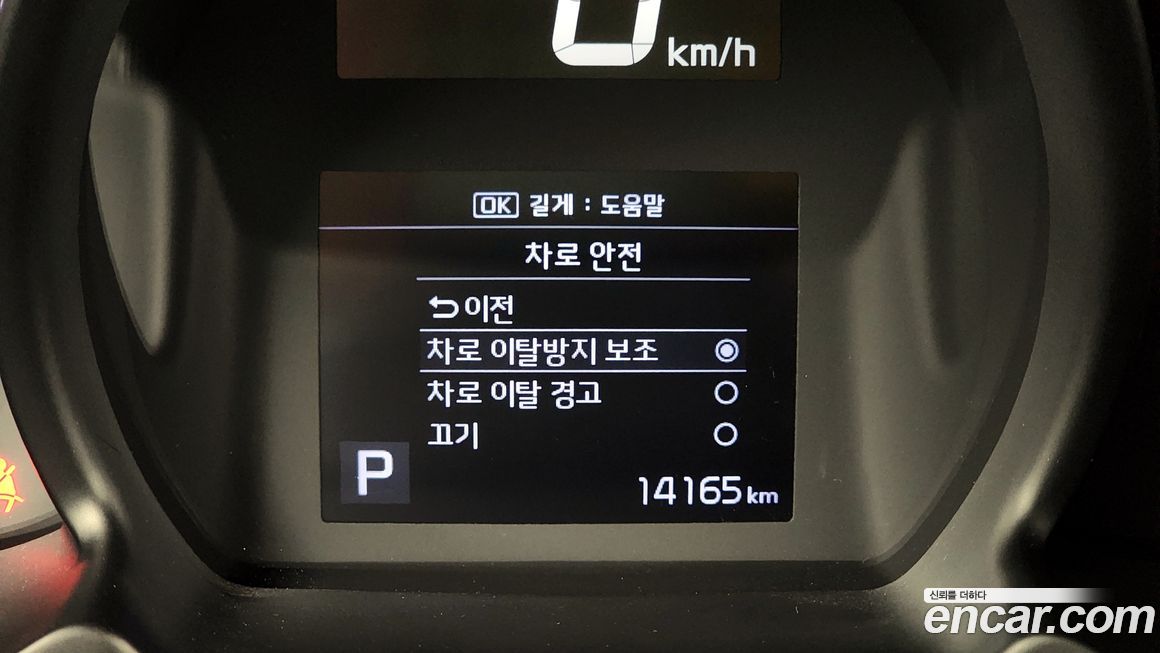 0 km/h
OK 길게 : 도움말
차로 안전
이전
차로 이탈방지 보조
차로 이탈 경고
끄기
P
14165 km
신뢰를 더하다
encar.com